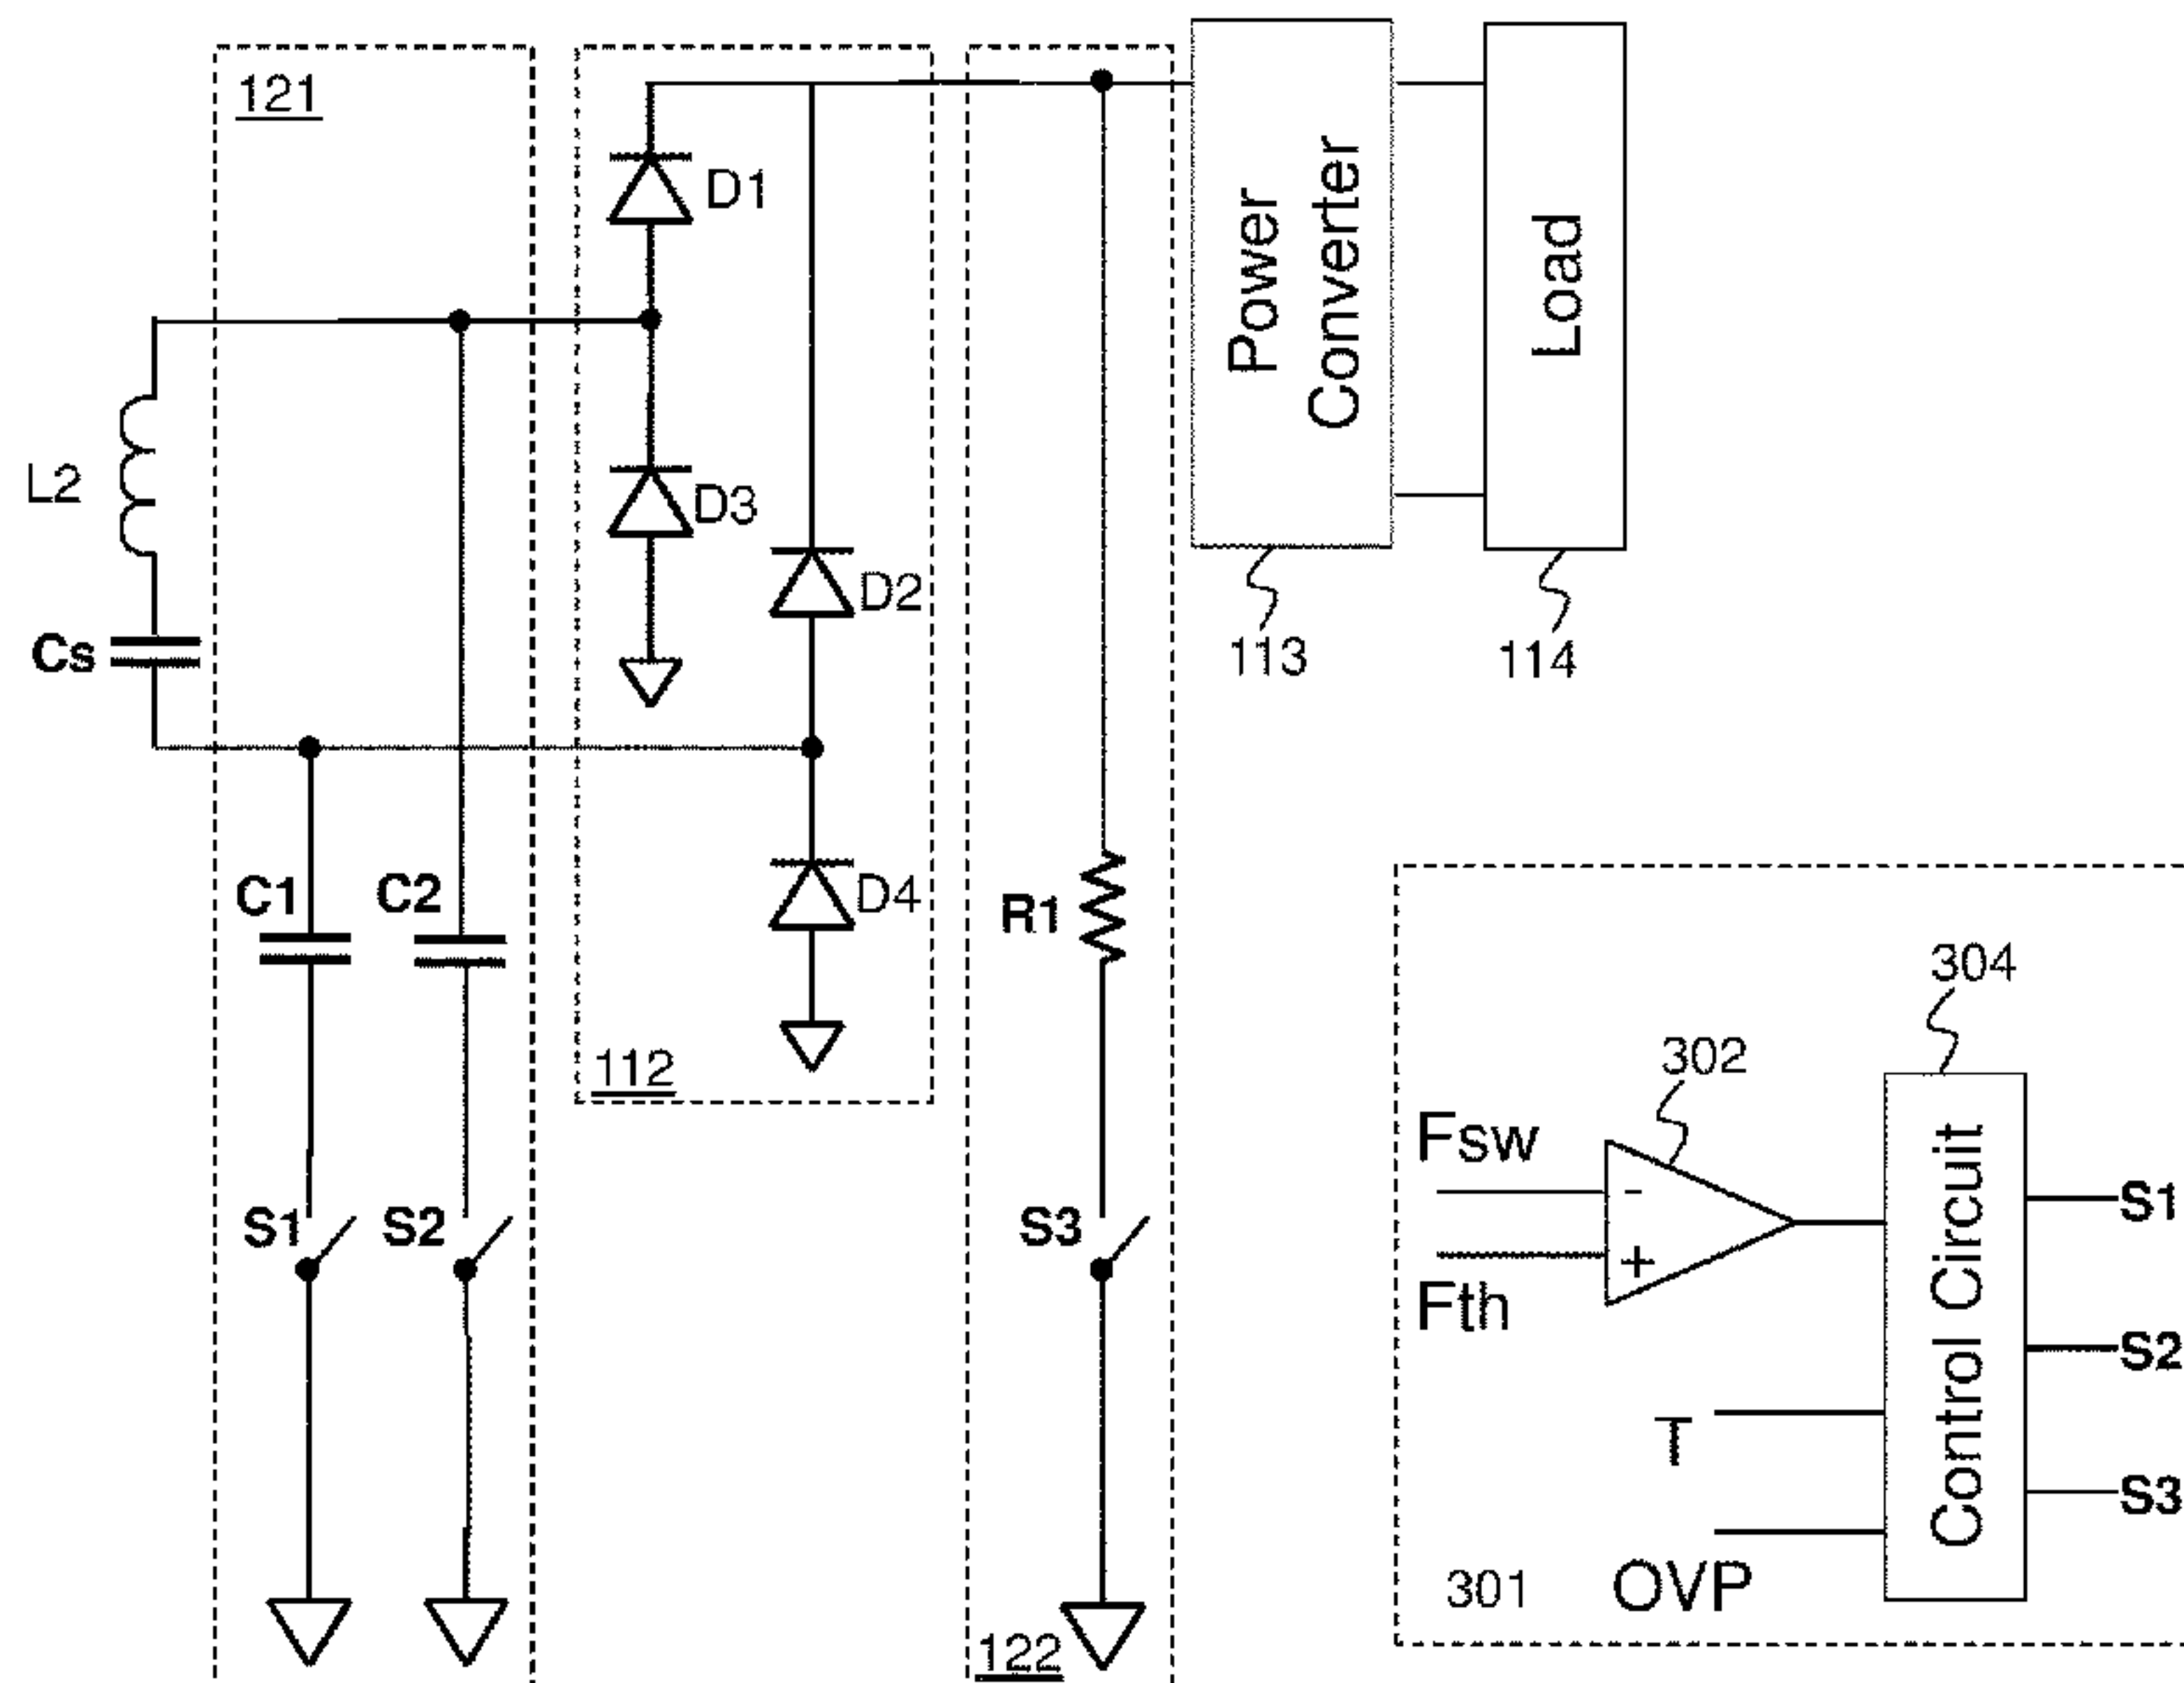 121
D1
Power
Converter
Load
L2
D3
D2
Cs
113
114
C1
C2
D4
R1
304
112
302
Fsw
-
S1
S2
S3
+
Fth
Control Circuit
S1
S2
T
S3
301
OVP
122